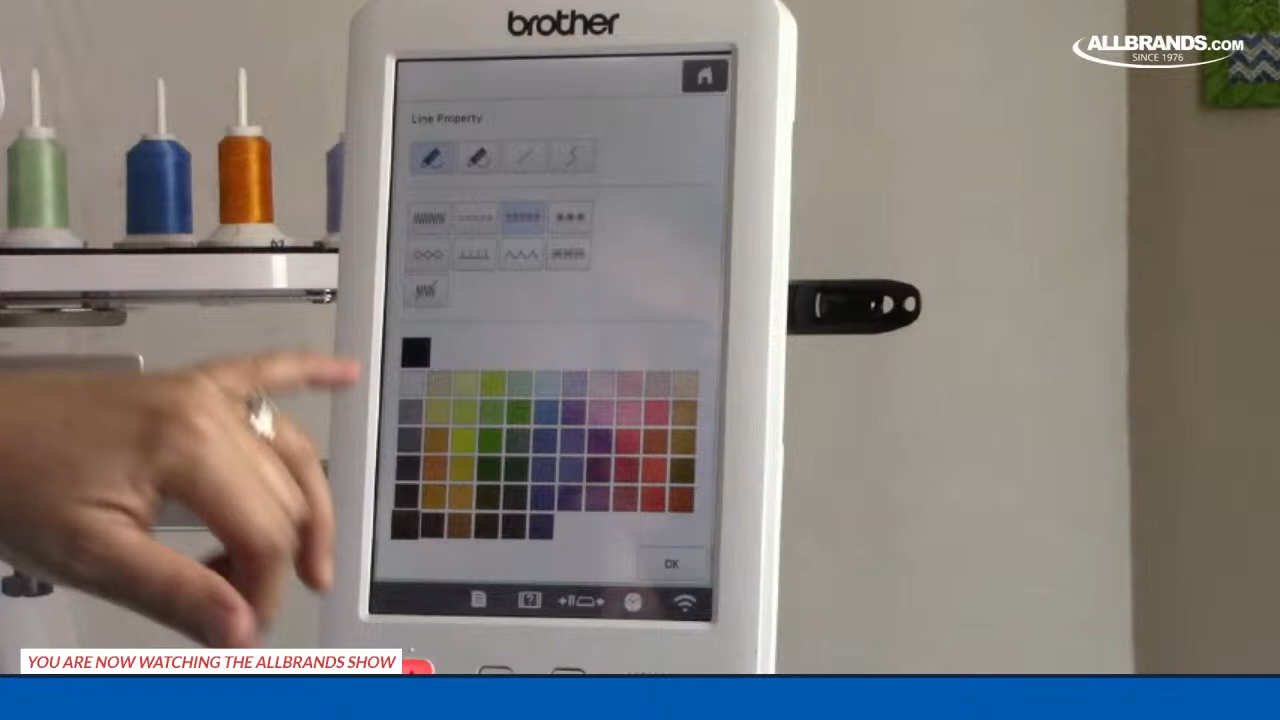 brother
ALLBRANDS.COM
SINCE 1976
Line Property
OK
YOU ARE NOW WATCHING THE ALLBRANDS SHOW